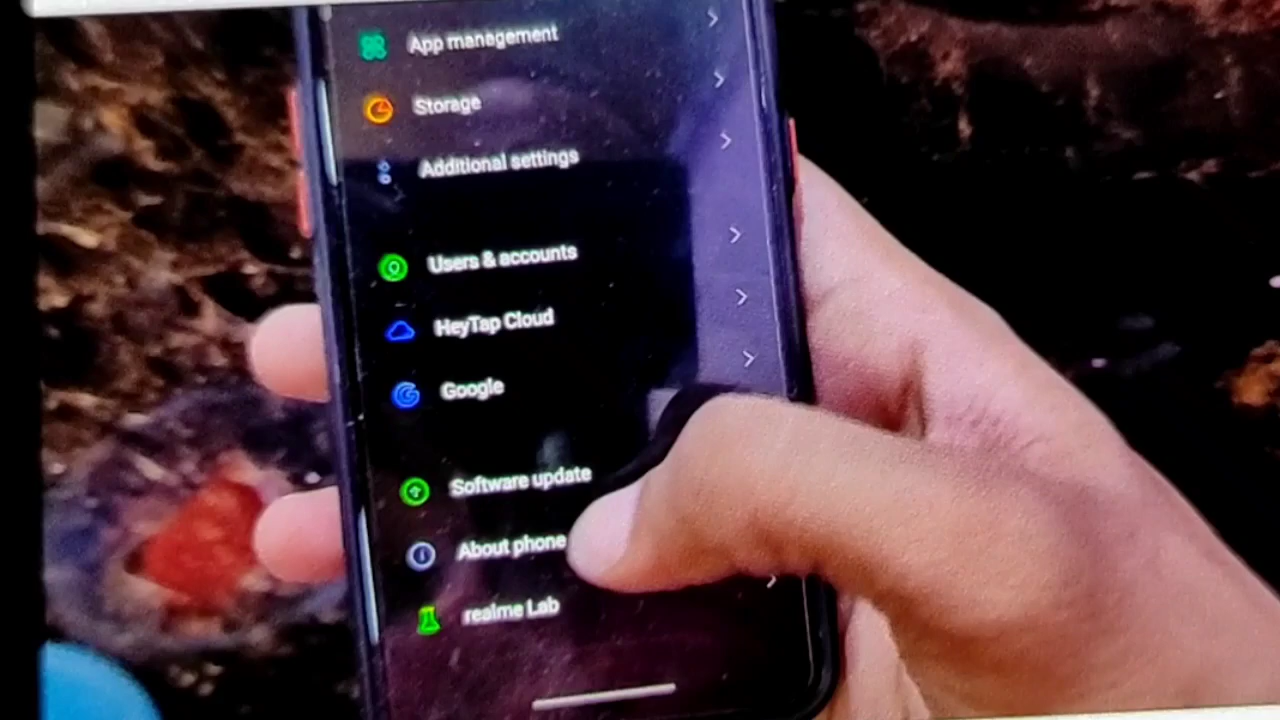 App management
Storage
Additional settings
Users & accounts
HeyTap Cloud
Google
Software update
About phone
realme Lab